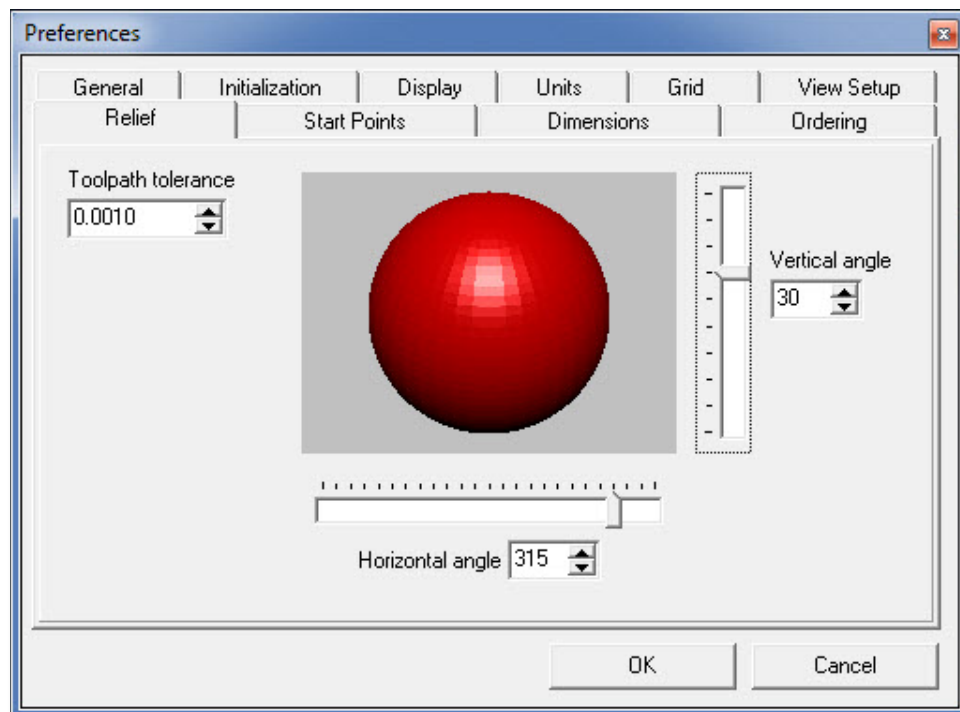 Preferences
General Initialization Display Units Grid View Setup
Relief Start Points Dimensions Ordering
Toolpath tolerance
0.0010
Vertical angle
30
Horizontal angle 315
OK Cancel